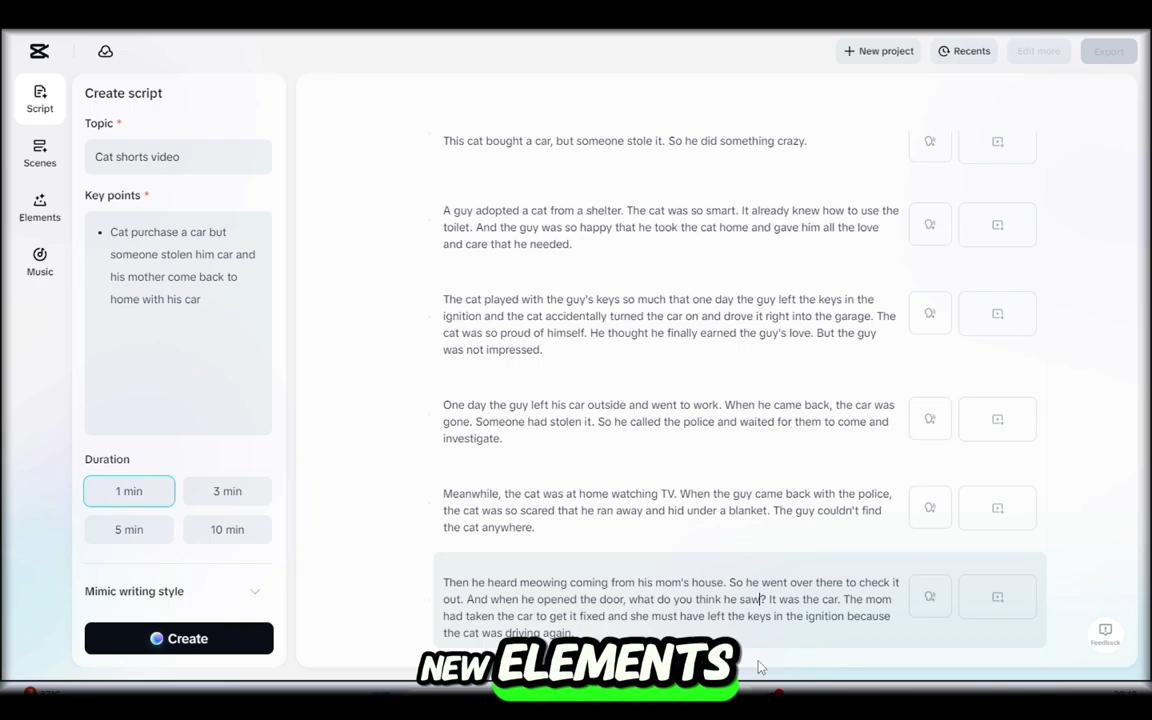 New project
Recents
Edit more
Export
Script
Scenes
Elements
Music
Create script
Topic *
Cat shorts video
Key points *
• Cat purchase a car but
someone stolen him car and
his mother come back to
home with his car
Duration
1 min
3 min
5 min
10 min
Mimic writing style
Create
This cat bought a car, but someone stole it. So he did something crazy.
A guy adopted a cat from a shelter. The cat was so smart. It already knew how to use the
toilet. And the guy was so happy that he took the cat home and gave him all the love
and care that he needed.
The cat played with the guy's keys so much that one day the guy left the keys in the
ignition and the cat accidentally turned the car on and drove it right into the garage. The
cat was so proud of himself. He thought he finally earned the guy's love. But the guy
was not impressed.
One day the guy left his car outside and went to work. When he came back, the car was
gone. Someone had stolen it. So he called the police and waited for them to come and
investigate.
Meanwhile, the cat was at home watching TV. When the guy came back with the police,
the cat was so scared that he ran away and hid under a blanket. The guy couldn't find
the cat anywhere.
Then he heard meowing coming from his mom's house. So he went over there to check it
out. And when he opened the door, what do you think he saw? It was the car. The mom
had taken the car to get it fixed and she must have left the keys in the ignition because
the cat was driving again.
Feedback
NEW ELEMENTS